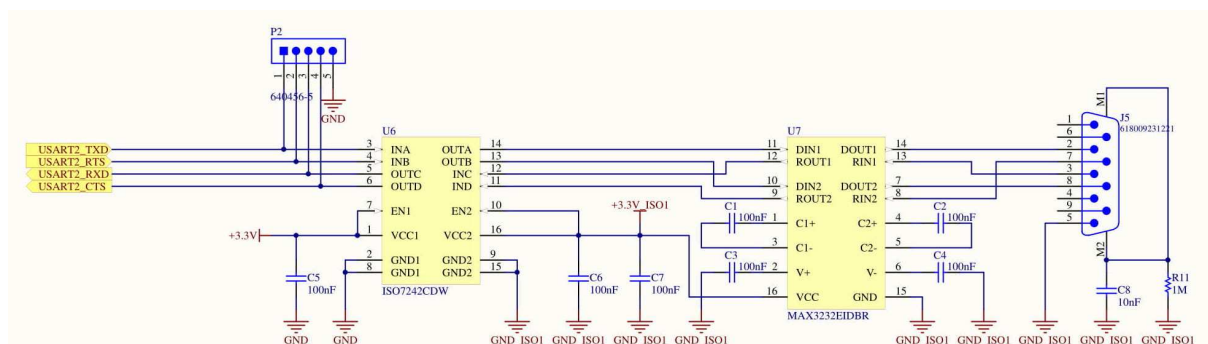 P2
1 2 3 4 5
640456-5
GND
USART2_TXD
USART2_RTS
USART2_RXD
USART2_CTS
U6
3 INA OUTA 14
4 INB OUTB 13
5 OUTC INC 12
6 OUTD IND 11
7 EN1 EN2 10
1 VCC1 VCC2 16
2 GND1 GND2 9
8 GND1 GND2 15
ISO7242CDW
+3.3V
C5
100nF
GND
GND
GND_ISO1
C6
100nF
GND_ISO1
+3.3V_ISO1
C7
100nF
GND_ISO1
U7
11 DIN1 DOUT1 14
12 ROUT1 RIN1 13
10 DIN2 DOUT2 7
9 ROUT2 RIN2 8
1 C1+ C2+ 4
3 C1- C2- 5
2 V+ V- 6
16 VCC GND 15
MAX3232EIDBR
C1
100nF
C3
100nF
GND_ISO1
C2
100nF
C4
100nF
GND_ISO1
GND_ISO1
J5
618009231221
M1
1
6
2
7
3
8
4
9
5
M2
GND_ISO1
C8
10nF
GND_ISO1
R11
1M
GND_ISO1